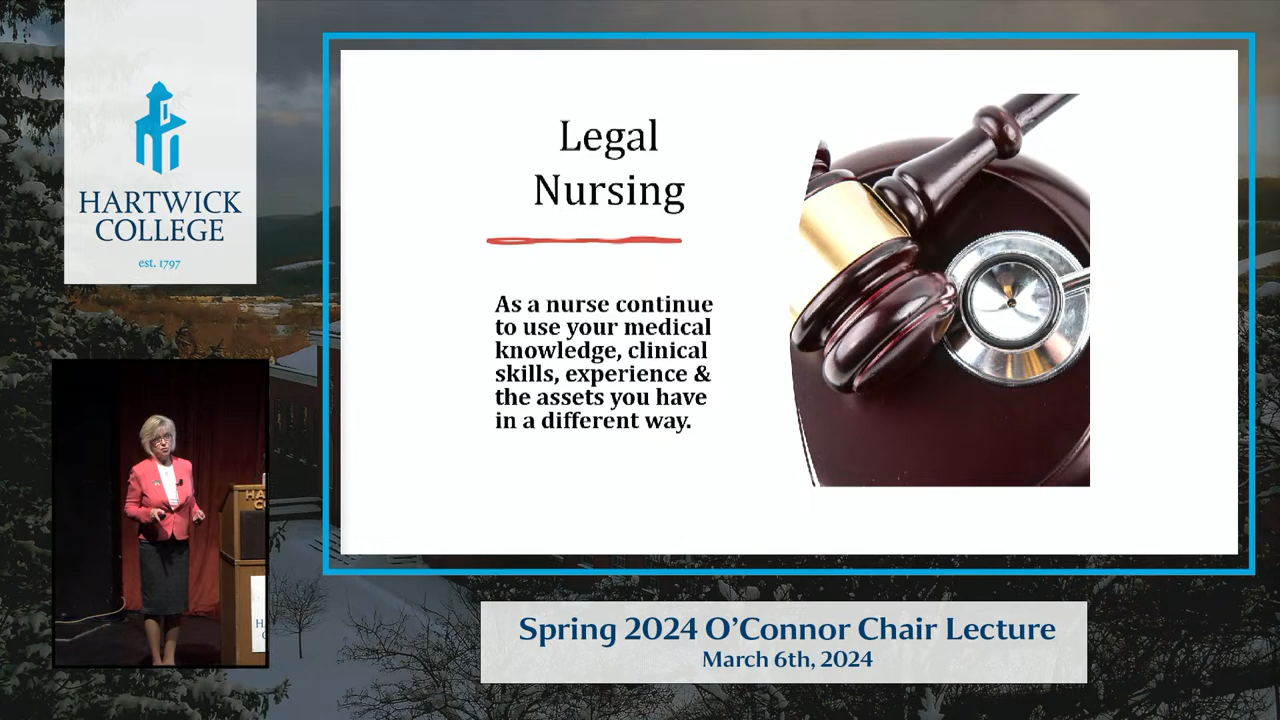 HARTWICK
COLLEGE
est. 1797
Legal
Nursing
As a nurse continue
to use your medical
knowledge, clinical
skills, experience &
the assets you have
in a different way.
Spring 2024 O'Connor Chair Lecture
March 6th, 2024